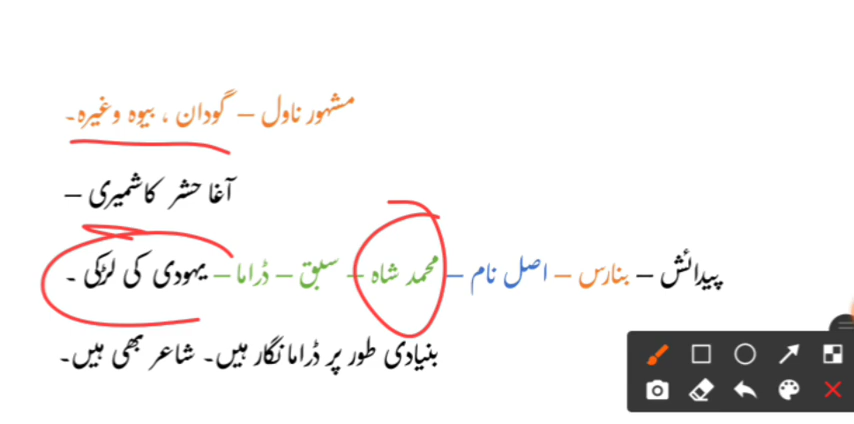 مشہور ناول – گودان ، بیوہ وغیرہ۔
آغا حشر کاشمیری –
پیدائش – بنارس – اصل نام – محمد شاہ – سبق – ڈراما – یہودی کی لڑکی ۔
بنیادی طور پر ڈراما نگار ہیں۔ شاعر بھی ہیں۔